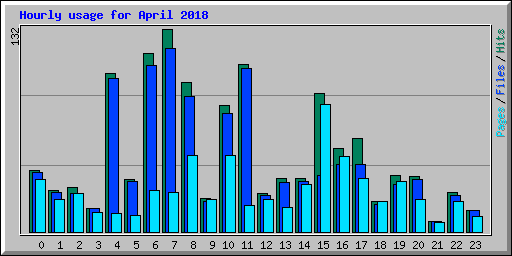 Hourly usage for April 2018
132
Pages/Files/Hits
0 1 2 3 4 5 6 7 8 9 10 11 12 13 14 15 16 17 18 19 20 21 22 23